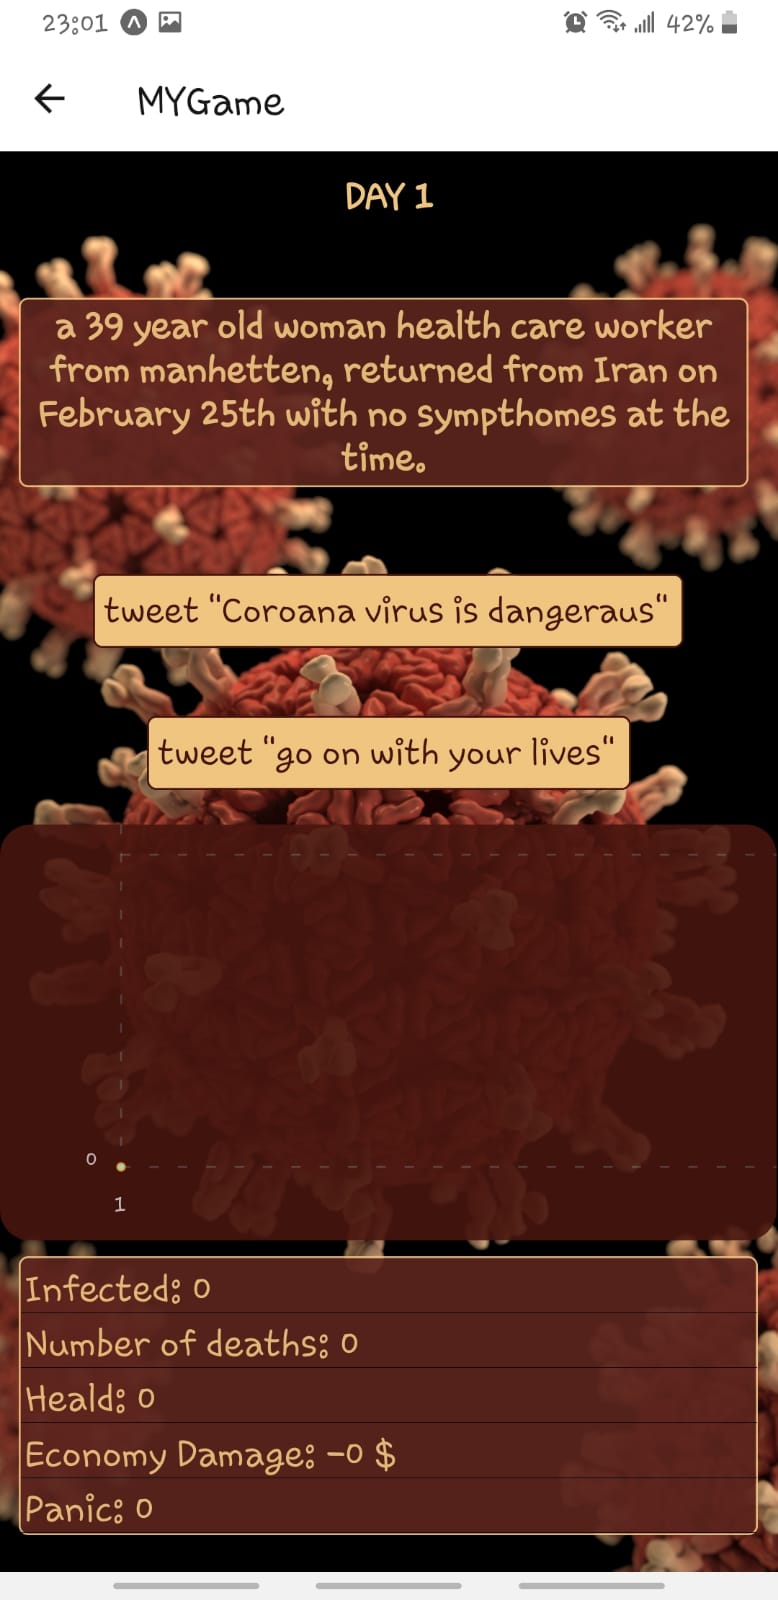 23:01
42%
MYGame
DAY 1
a 39 year old woman health care worker
from manhetten, returned from Iran on
February 25th with no sympthomes at the
time.
tweet "Coroana virus is dangeraus"
tweet "go on with your lives"
0
1
Infected: 0
Number of deaths: 0
Heald: 0
Economy Damage: -0 $
Panic: 0